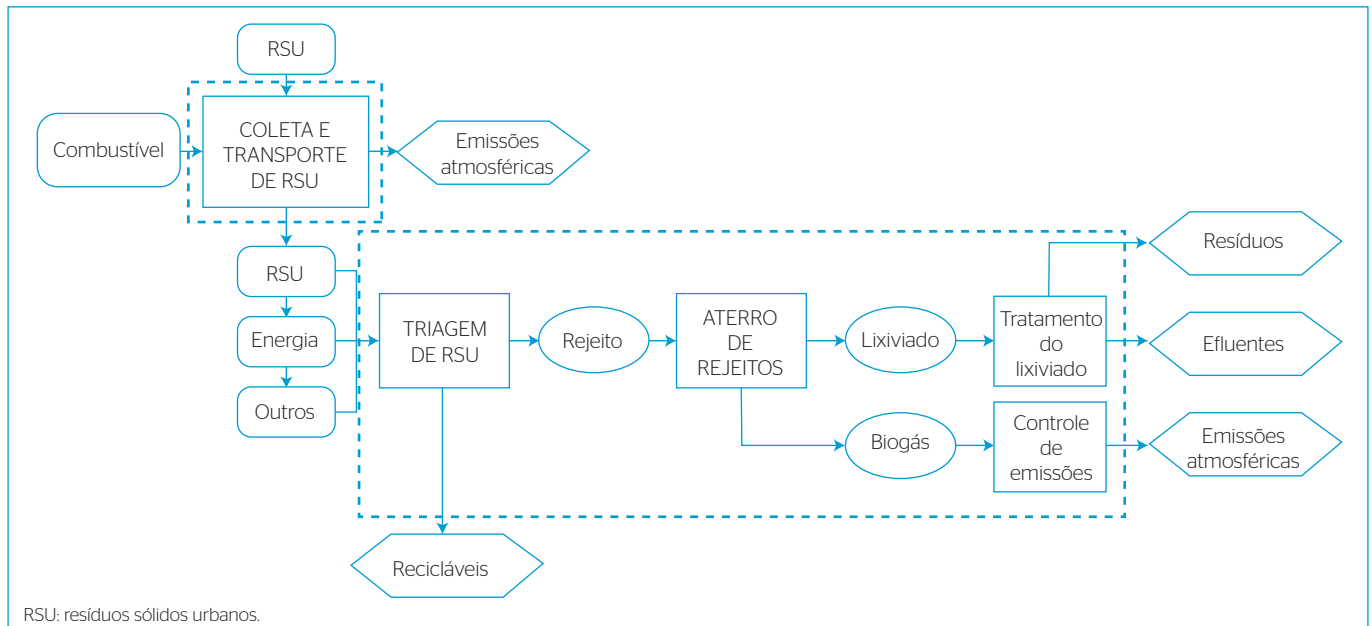 RSU
Combustível
COLETA E
TRANSPORTE
DE RSU
Emissões
atmosféricas
RSU
Energia
Outros
TRIAGEM
DE RSU
Rejeito
ATERRO
DE
REJEITOS
Lixiviado
Tratamento
do
lixiviado
Resíduos
Efluentes
Biogás
Controle
de
emissões
Emissões
atmosféricas
Recicláveis
RSU: resíduos sólidos urbanos.